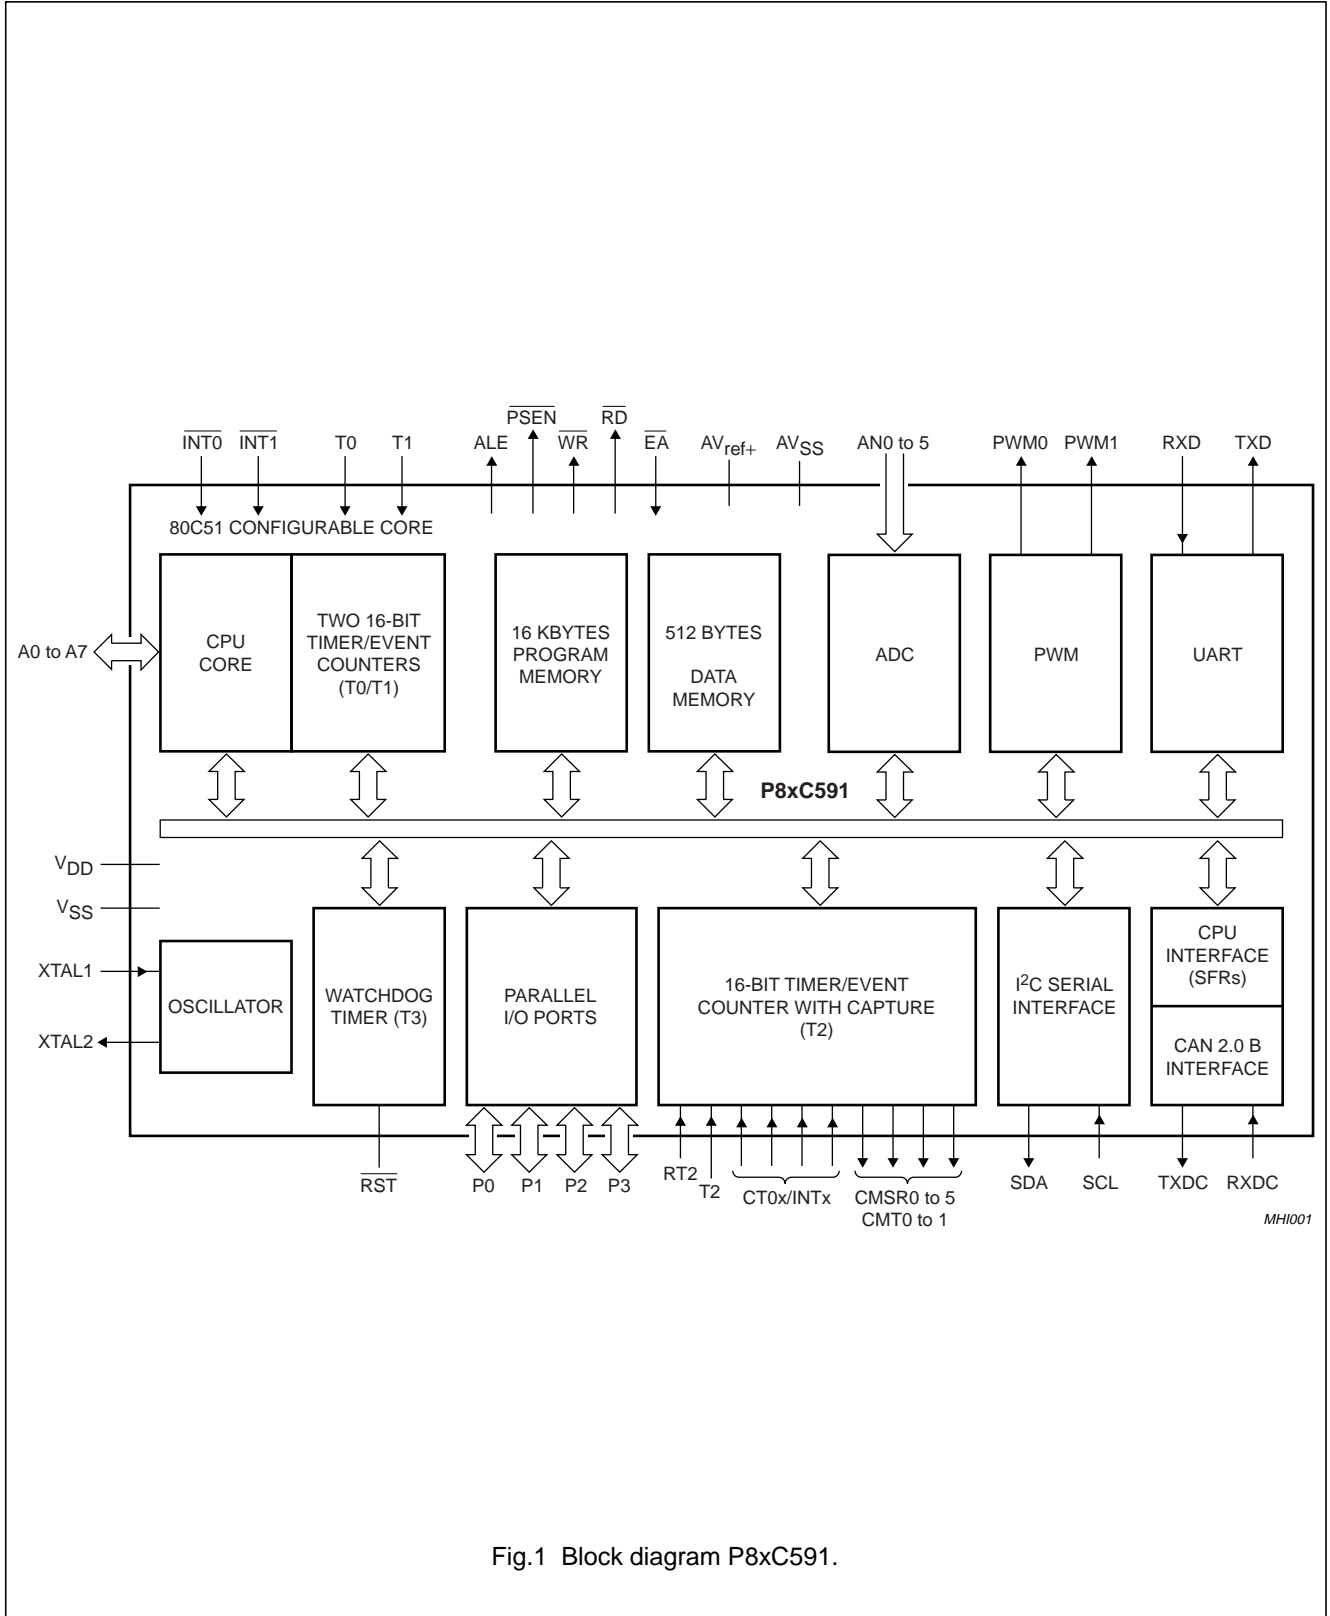 PSEN RD
INT0 INT1 T0 T1 ALE WR EA AVref+ AVSS AN0 to 5 PWM0 PWM1 RXD TXD
80C51 CONFIGURABLE CORE
CPU
CORE
TWO 16-BIT
TIMER/EVENT
COUNTERS
(T0/T1)
16 KBYTES
PROGRAM
MEMORY
512 BYTES
DATA
MEMORY
ADC
PWM
UART
A0 to A7
P8xC591
VDD
VSS
XTAL1
XTAL2
OSCILLATOR
WATCHDOG
TIMER (T3)
PARALLEL
I/O PORTS
16-BIT TIMER/EVENT
COUNTER WITH CAPTURE
(T2)
I2C SERIAL
INTERFACE
CPU
INTERFACE
(SFRs)
CAN 2.0 B
INTERFACE
RST
P0 P1 P2 P3
RT2
T2
CT0x/INTx
CMSR0 to 5
CMT0 to 1
SDA SCL TXDC RXDC
MHI001
Fig.1 Block diagram P8xC591.